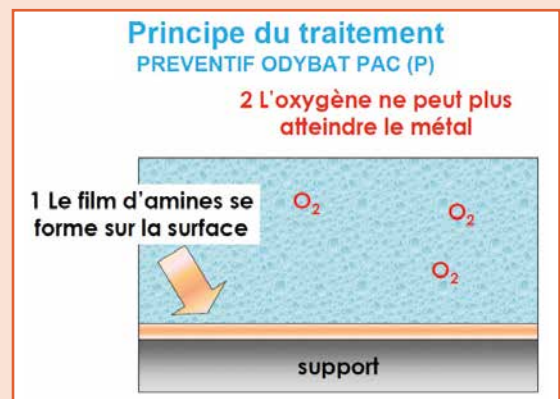 Principe du traitement
PREVENTIF ODYBAT PAC (P)
2 L'oxygène ne peut plus
atteindre le métal
1 Le film d'amines se
forme sur la surface
O₂
O₂
O₂
support